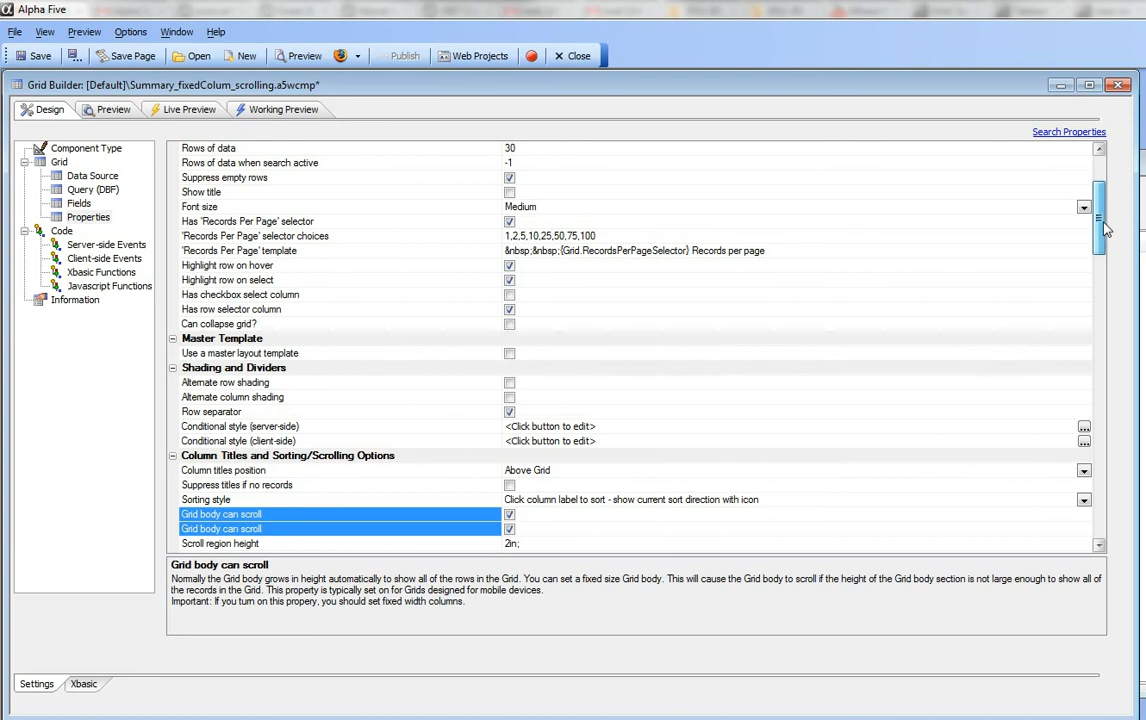 Alpha Five
File View Preview Options Window Help
Save Save Page Open New Preview Publish Web Projects Close
Grid Builder: [Default]\Summary_fixedColum_scrolling.a5wcmp*
Design Preview Live Preview Working Preview
Search Properties
Component Type
Grid
Data Source
Query (DBF)
Fields
Properties
Code
Server-side Events
Client-side Events
Xbasic Functions
Javascript Functions
Information
Rows of data 30
Rows of data when search active -1
Suppress empty rows
Show title
Font size Medium
Has 'Records Per Page' selector
'Records Per Page' selector choices 1,2,5,10,25,50,75,100
'Records Per Page' template &nbsp;&nbsp;{Grid.RecordsPerPageSelector} Records per page
Highlight row on hover
Highlight row on select
Has checkbox select column
Has row selector column
Can collapse grid?
Master Template
Use a master layout template
Shading and Dividers
Alternate row shading
Alternate column shading
Row separator
Conditional style (server-side) <Click button to edit>
Conditional style (client-side) <Click button to edit>
Column Titles and Sorting/Scrolling Options
Column titles position Above Grid
Suppress titles if no records
Sorting style Click column label to sort - show current sort direction with icon
Grid body can scroll
Grid body can scroll
Scroll region height 2in;
Grid body can scroll
Normally the Grid body grows in height automatically to show all of the rows in the Grid. You can set a fixed size Grid body. This will cause the Grid body to scroll if the height of the Grid body section is not large enough to show all of
the records in the Grid. This property is typically set on for Grids designed for mobile devices.
Important: If you turn on this propery, you should set fixed width columns.
Settings Xbasic